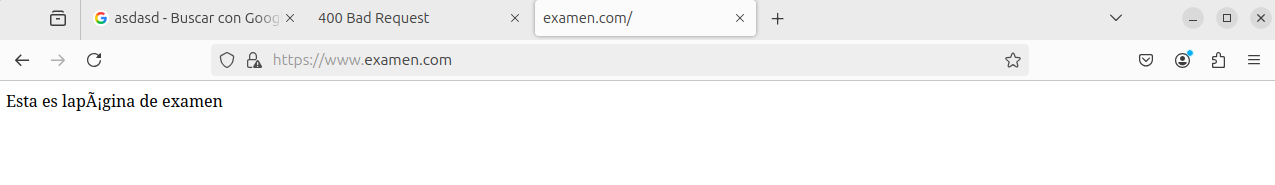 asdasd - Buscar con Goog
400 Bad Request
examen.com/
https://www.examen.com
Esta es lapÃ¡gina de examen